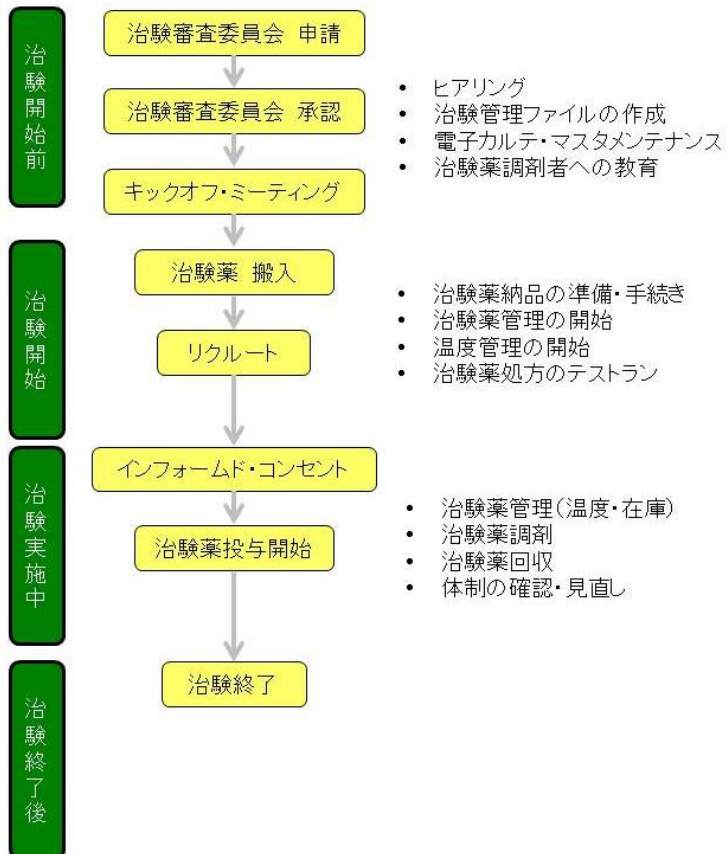 治験開始前
治験審査委員会 申請
治験審査委員会 承認
キックオフ・ミーティング
• ヒアリング
• 治験管理ファイルの作成
• 電子カルテ・マスタメンテナンス
• 治験薬調剤者への教育
治験開始
治験薬 搬入
リクルート
• 治験薬納品の準備・手続き
• 治験薬管理の開始
• 温度管理の開始
• 治験薬処方のテストラン
治験実施中
インフォームド・コンセント
治験薬投与開始
• 治験薬管理(温度・在庫)
• 治験薬調剤
• 治験薬回収
• 体制の確認・見直し
治験終了
治験終了後